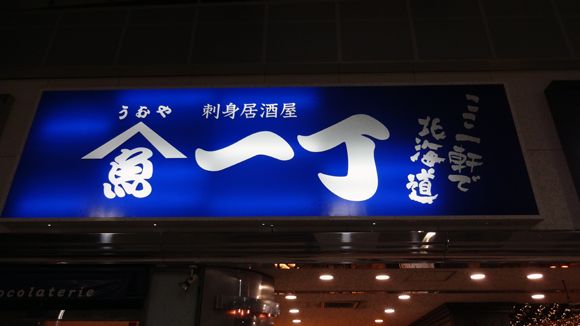 うおや
刺身居酒屋
魚一丁
ここ一軒で
北海道
ocolaterie